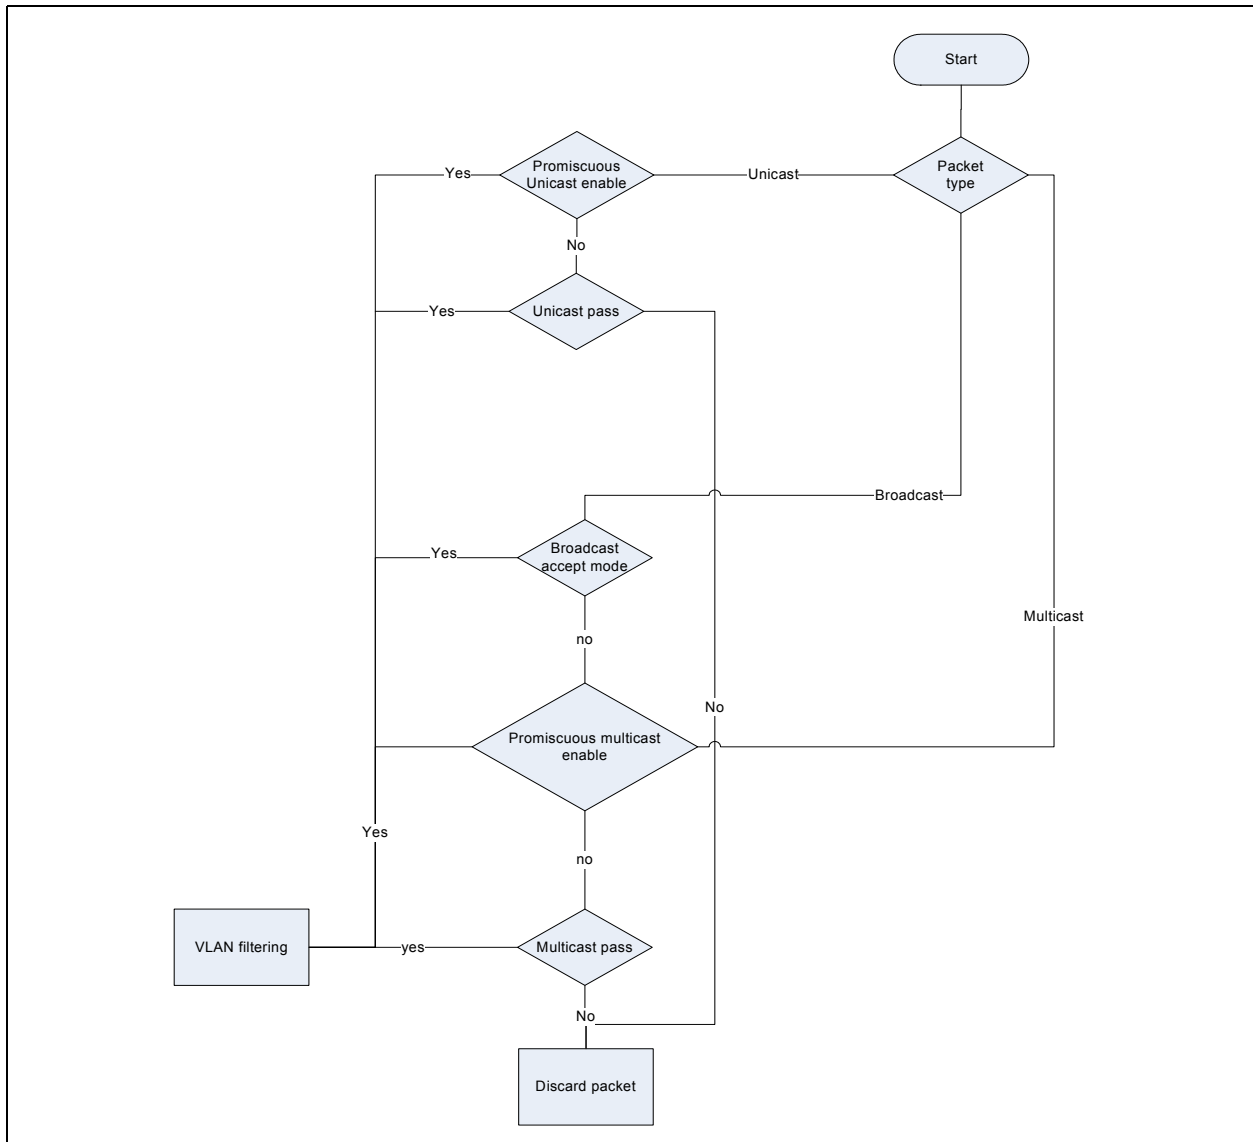 Start
Promiscuous
Unicast enable
Yes
Unicast
Packet
type
No
Unicast pass
Yes
Broadcast
Broadcast
accept mode
Yes
no
Multicast
Promiscuous multicast
enable
No
Yes
no
VLAN filtering
yes
Multicast pass
No
Discard packet